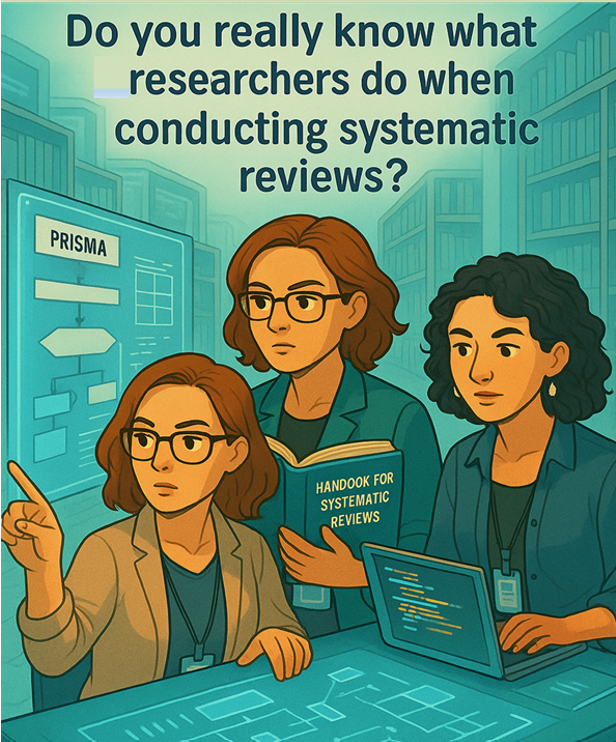 Do you really know what
researchers do when
conducting systematic
reviews?
PRISMA
HANDOOK FOR
SYSTEMATIC
REVIEWS